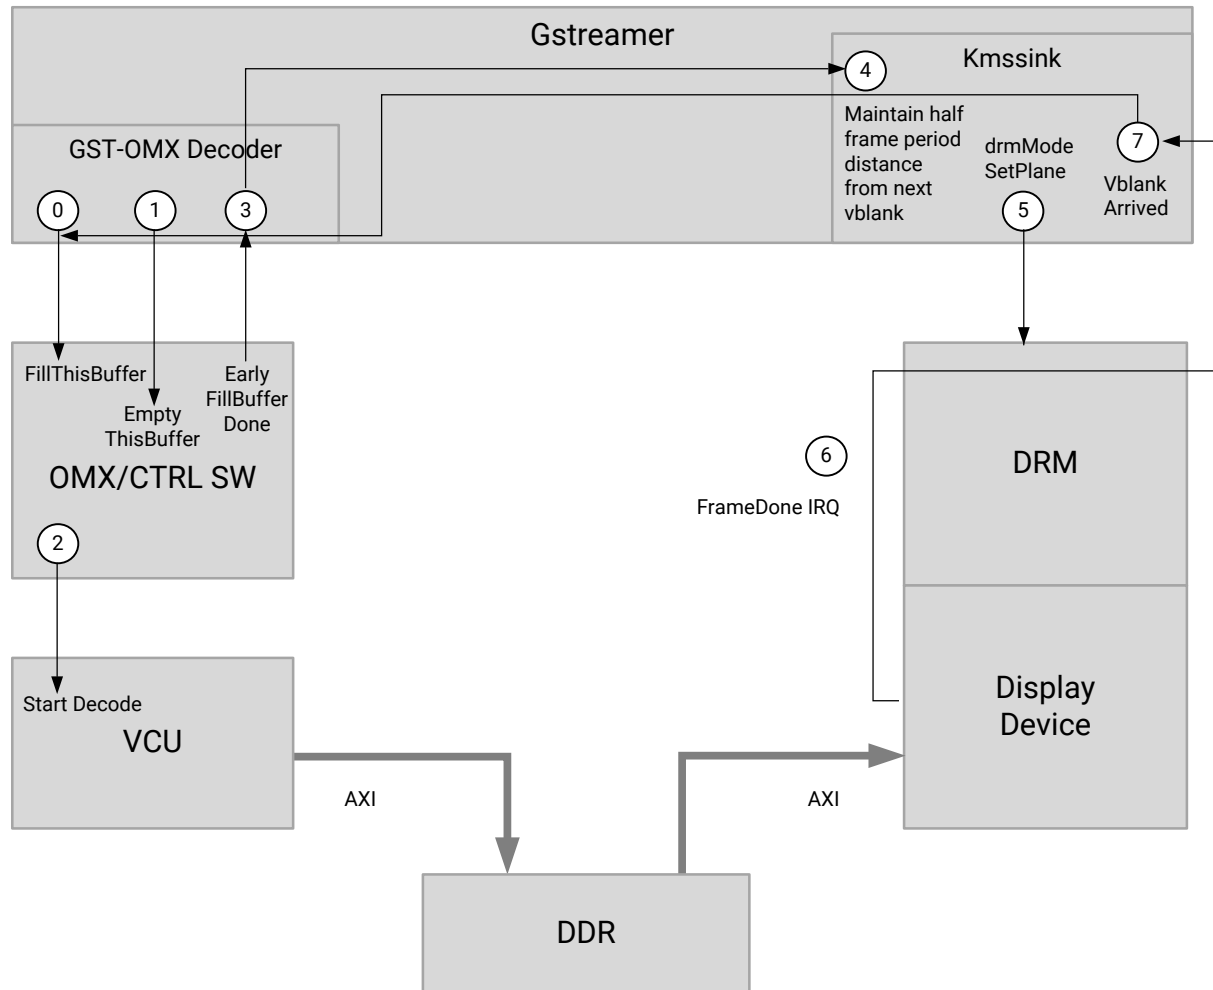 Gstreamer
Kmssink
4
Maintain half
frame period
distance
from next
vblank
drmMode
SetPlane
5
7
Vblank
Arrived
GST-OMX Decoder
0
1
3
FillThisBuffer
Empty
ThisBuffer
Early
FillBuffer
Done
OMX/CTRL SW
2
DRM
6
FrameDone IRQ
Start Decode
VCU
Display
Device
AXI
AXI
DDR